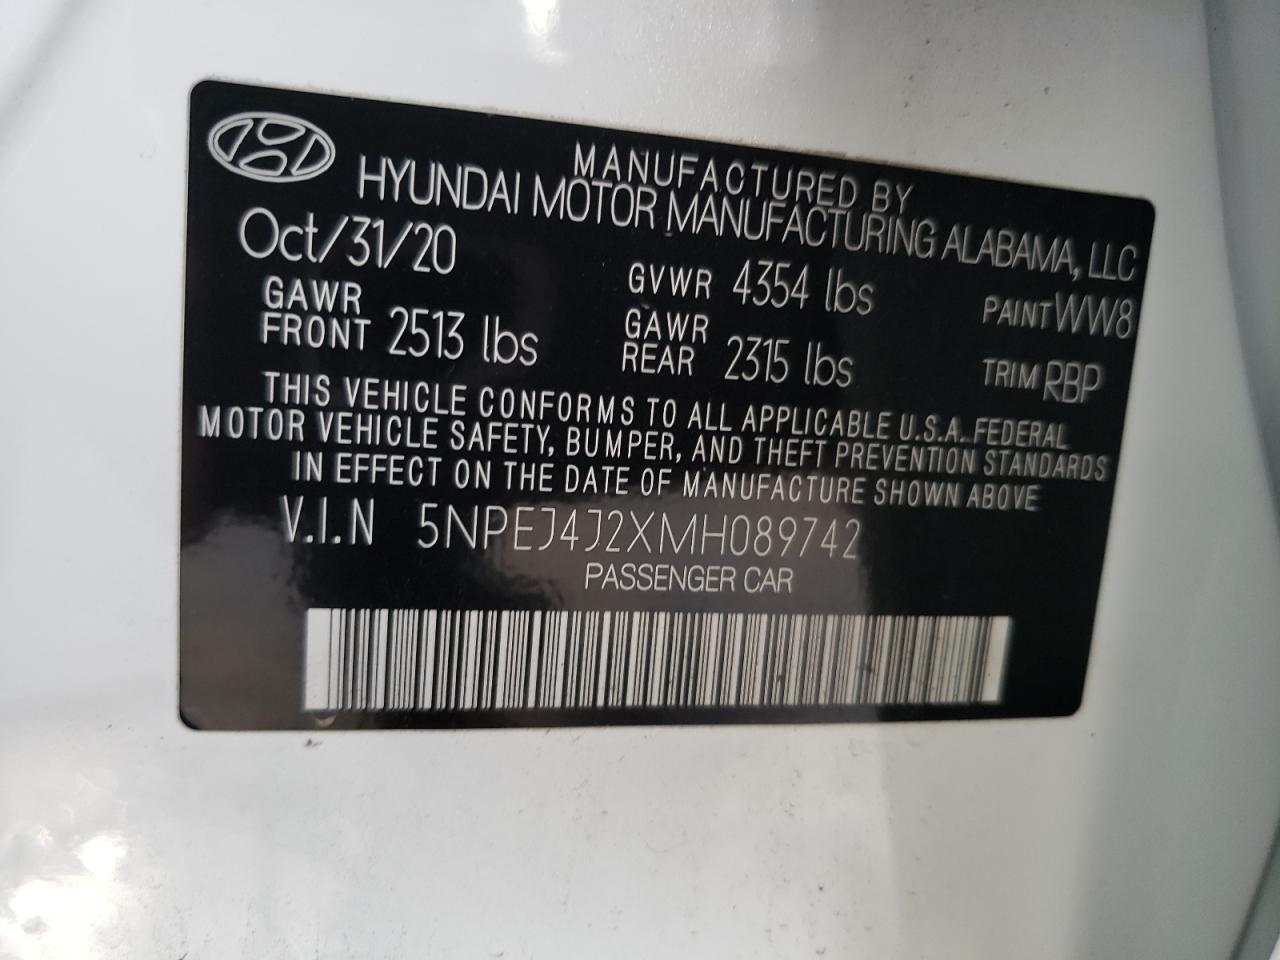 MANUFACTURED BY
HYUNDAI MOTOR MANUFACTURING ALABAMA, LLC
Oct/31/20 GVWR 4354 lbs PAINT WW8
GAWR FRONT 2513 lbs GAWR REAR 2315 lbs TRIM RBP
THIS VEHICLE CONFORMS TO ALL APPLICABLE U.S.A. FEDERAL
MOTOR VEHICLE SAFETY, BUMPER, AND THEFT PREVENTION STANDARDS
IN EFFECT ON THE DATE OF MANUFACTURE SHOWN ABOVE
V.I.N 5NPEJ4J2XMH089742
PASSENGER CAR